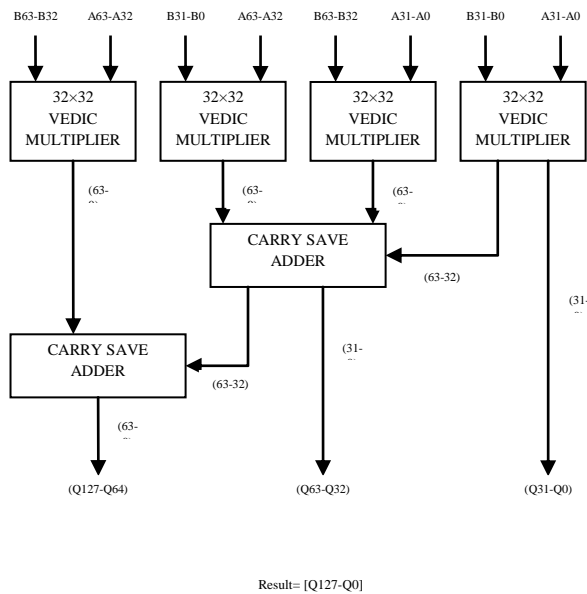 B63-B32 A63-A32 B31-B0 A63-A32 B63-B32 A31-A0 B31-B0 A31-A0
32×32
VEDIC
MULTIPLIER
32×32
VEDIC
MULTIPLIER
32×32
VEDIC
MULTIPLIER
32×32
VEDIC
MULTIPLIER
(63-
(63-
(63-
CARRY SAVE
ADDER
(63-32)
(31-
CARRY SAVE
ADDER
(63-32)
(31-
(63-
(Q127-Q64) (Q63-Q32) (Q31-Q0)
Result= [Q127-Q0]